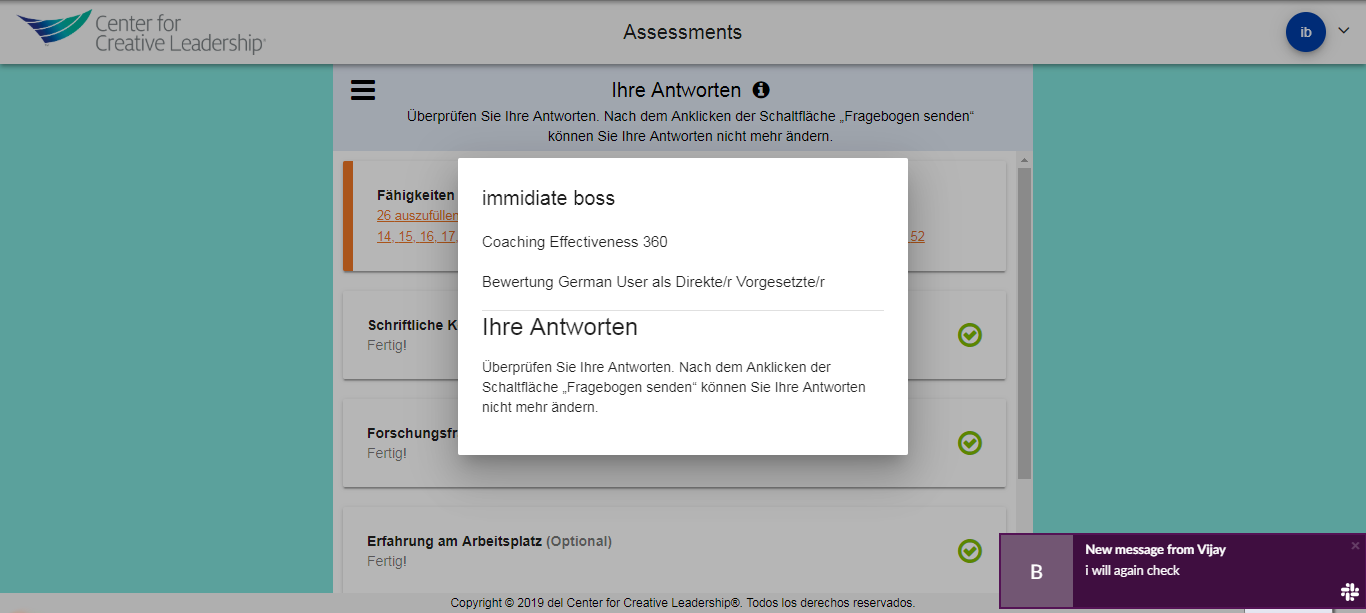 Center for
Creative Leadership®
Assessments
ib
Ihre Antworten
Überprüfen Sie Ihre Antworten. Nach dem Anklicken der Schaltfläche „Fragebogen senden“
können Sie Ihre Antworten nicht mehr ändern.
Fähigkeiten
26 auszufüllen
14, 15, 16, 17,
52
Schriftliche K
Fertig!
Forschungsfr
Fertig!
Erfahrung am Arbeitsplatz (Optional)
Fertig!
immidiate boss
Coaching Effectiveness 360
Bewertung German User als Direkte/r Vorgesetzte/r
Ihre Antworten
Überprüfen Sie Ihre Antworten. Nach dem Anklicken der
Schaltfläche „Fragebogen senden“ können Sie Ihre Antworten
nicht mehr ändern.
B
New message from Vijay
i will again check
Copyright © 2019 del Center for Creative Leadership®. Todos los derechos reservados.